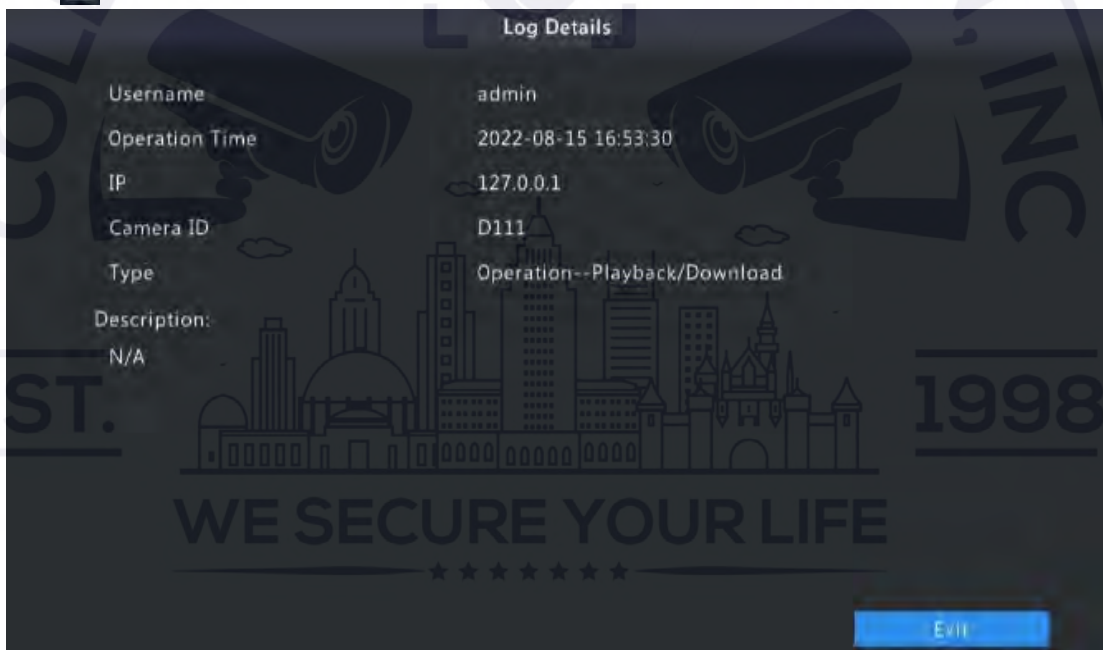 Log Details
Username admin
Operation Time 2022-08-15 16:53:30
IP 127.0.0.1
Camera ID D111
Type Operation--Playback/Download
Description:
N/A
ST. 1998
WE SECURE YOUR LIFE
Exit
, INC